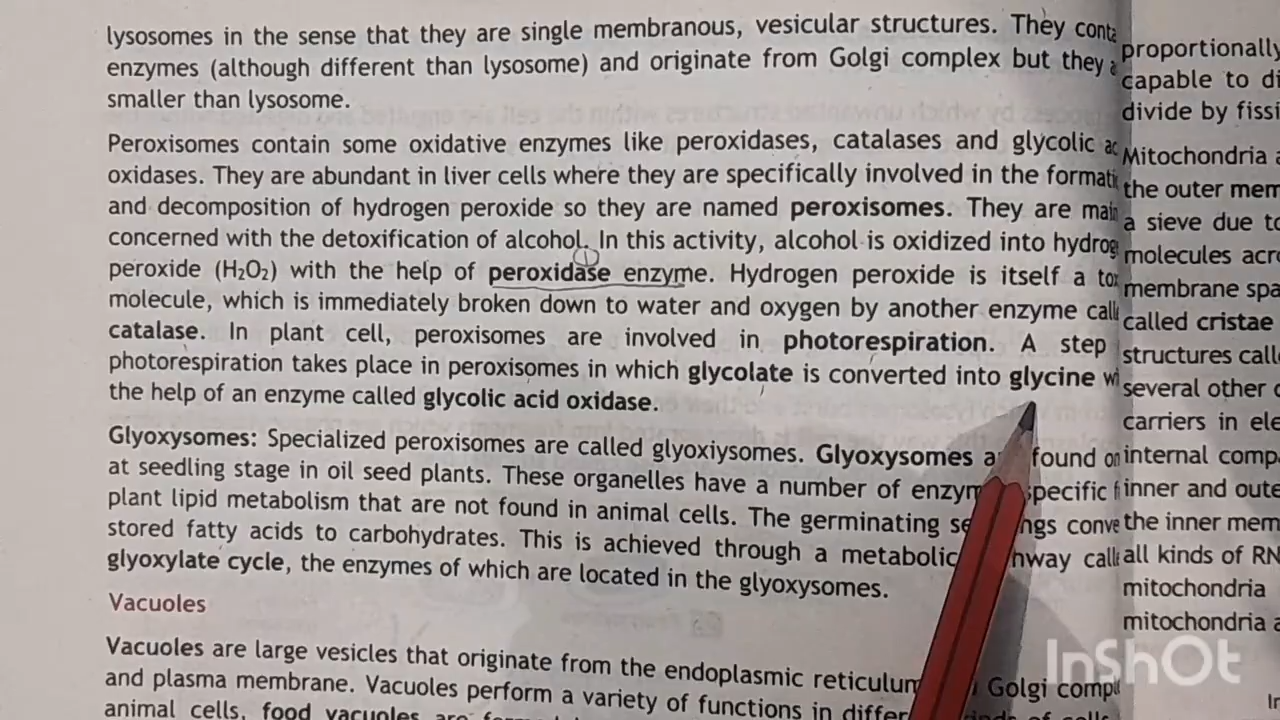 lysosomes in the sense that they are single membranous, vesicular structures. They
enzymes (although different than lysosome) and originate from Golgi complex but they
smaller than lysosome.
Peroxisomes contain some oxidative enzymes like peroxidases, catalases and glycolic
oxidases. They are abundant in liver cells where they are specifically involved in the
and decomposition of hydrogen peroxide so they are named peroxisomes. They are
concerned with the detoxification of alcohol. In this activity, alcohol is oxidized into
1
peroxide (H₂O₂) with the help of peroxidase enzyme. Hydrogen peroxide is itself a
molecule, which is immediately broken down to water and oxygen by another enzyme
catalase. In plant cell, peroxisomes are involved in photorespiration. A step
photorespiration takes place in peroxisomes in which glycolate is converted into glycine
the help of an enzyme called glycolic acid oxidase.
Glyoxysomes: Specialized peroxisomes are called glyoxiysomes. Glyoxysomes found
at seedling stage in oil seed plants. These organelles have a number of
plant lipid metabolism that are not found in animal cells. The germinating
stored fatty acids to carbohydrates. This is achieved through a metabolic
glyoxylate cycle, the enzymes of which are located in the glyoxysomes.
Vacuoles
Vacuoles are large vesicles that originate from the endoplasmic reticulum Golgi
and plasma membrane. Vacuoles perform a variety of functions in
animal cells, food vacuoles are
proportionally
capable to
divide by
Mitochondria
the outer
a sieve due
molecules
membrane
called cristae
structures
several other
carriers in
internal
inner and
the inner
all kinds of
mitochondria
mitochondria
InShOt